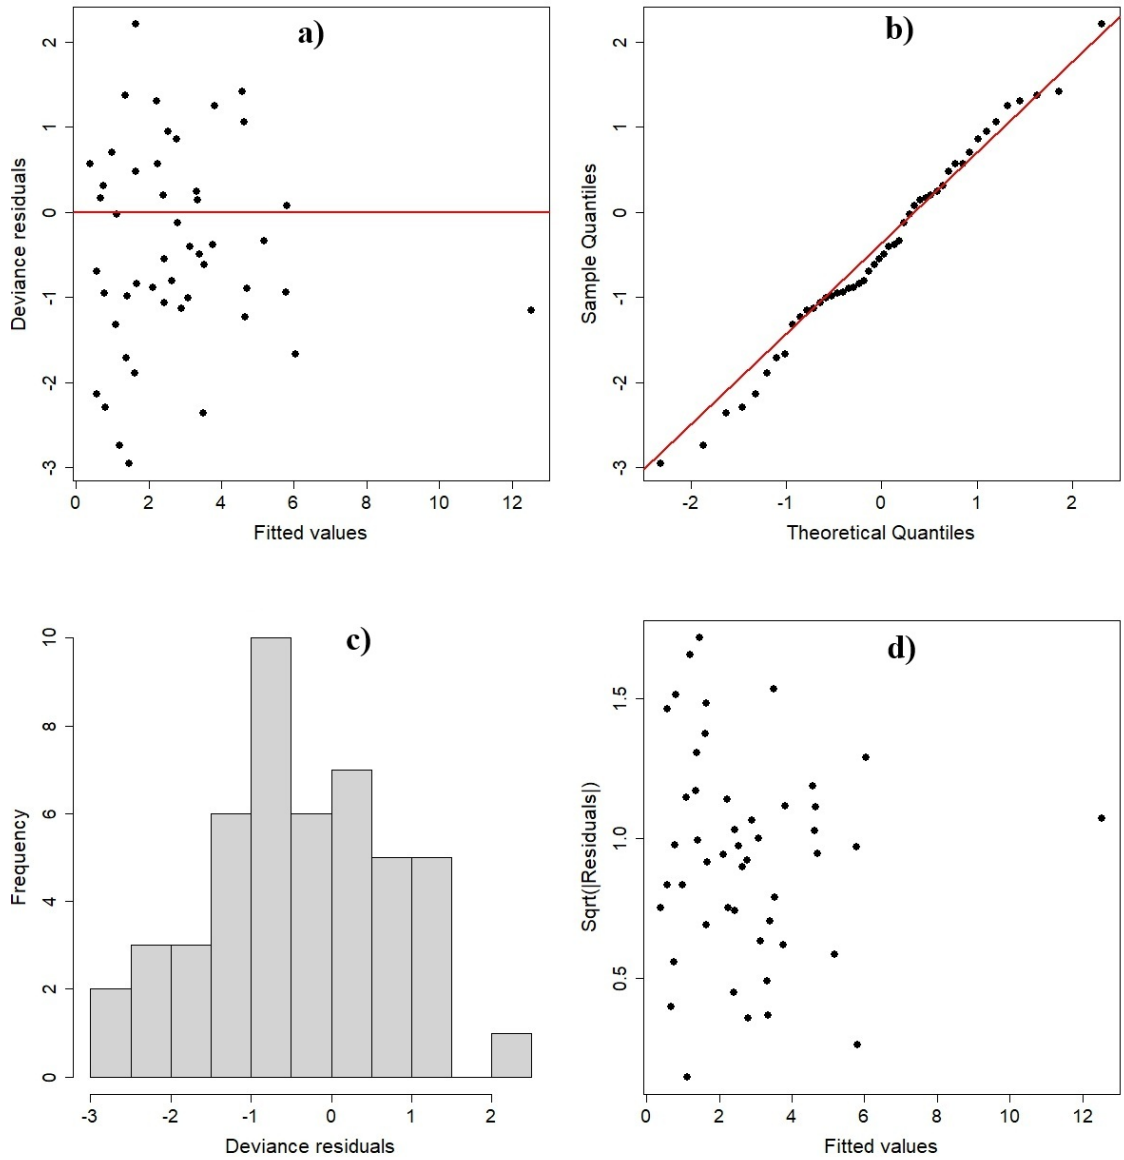 a)
Deviance residuals
2
1
0
-1
-2
-3
0 2 4 6 8 10 12
Fitted values
b)
Sample Quantiles
2
1
0
-1
-2
-3
-2 -1 0 1 2
Theoretical Quantiles
c)
Frequency
10
8
6
4
2
0
-3 -2 -1 0 1 2
Deviance residuals
d)
Sqrt(|Residuals|)
1.5
1.0
0.5
0 2 4 6 8 10 12
Fitted values